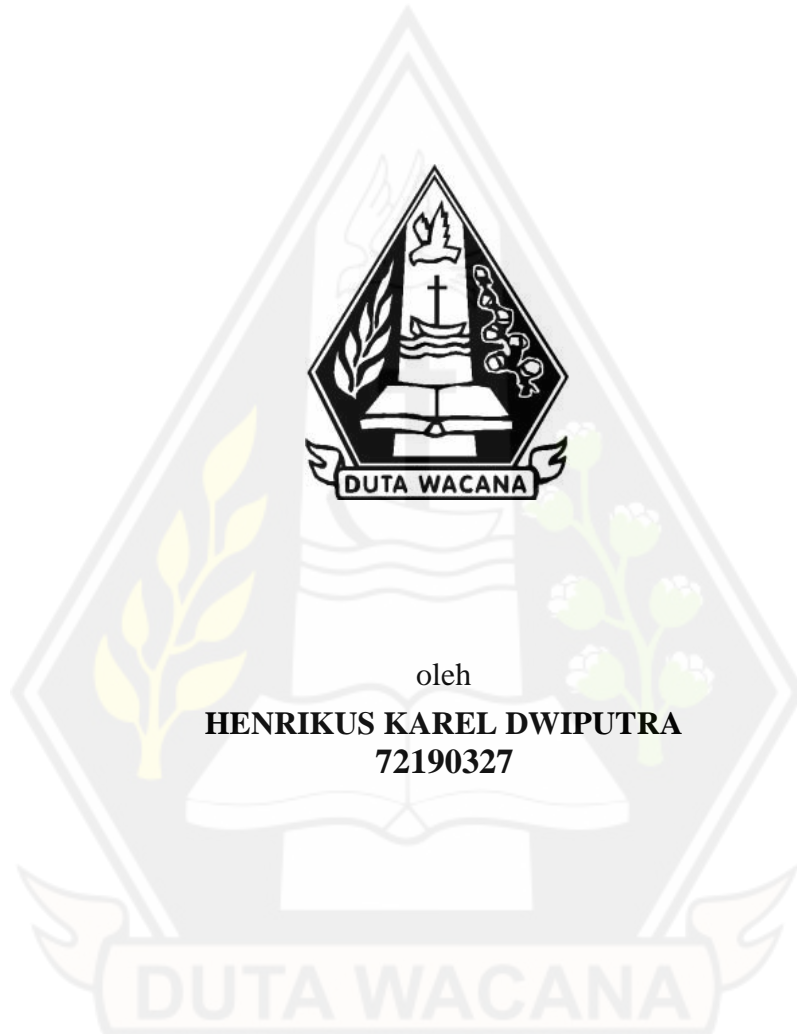 DUTA WACANA
oleh
HENRIKUS KAREL DWIPUTRA
72190327
DUTA WACANA